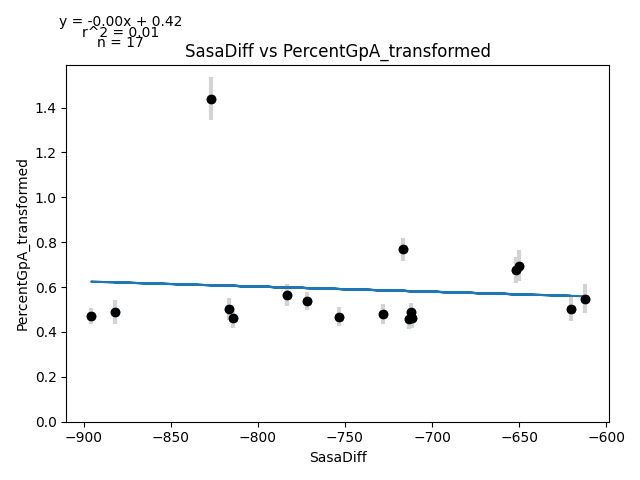 y = -0.00x + 0.42
r^2 = 0.01
n = 17
SasaDiff vs PercentGpA_transformed
1.4
1.2
1.0
0.8
0.6
0.4
0.2
0.0
PercentGpA_transformed
−900 −850 −800 −750 −700 −650 −600
SasaDiff